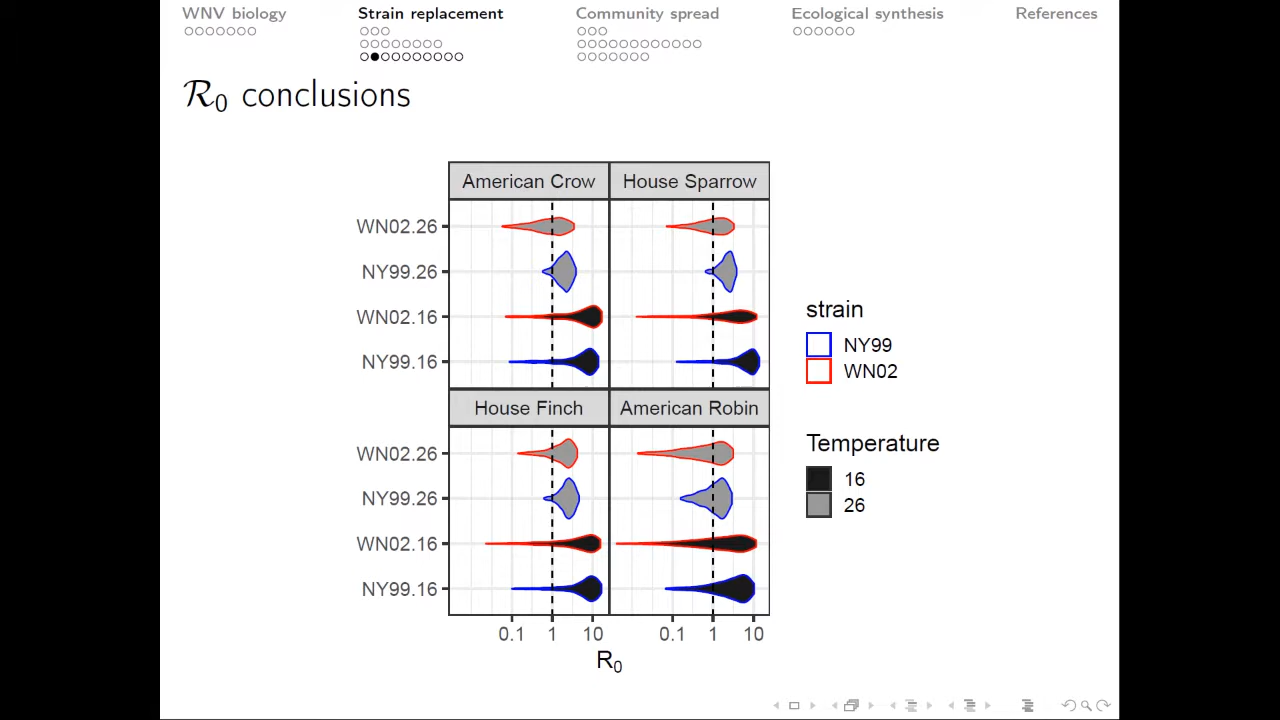 WNV biology Strain replacement Community spread Ecological synthesis References
R0 conclusions
American Crow House Sparrow
WN02.26
NY99.26
WN02.16
NY99.16
House Finch American Robin
WN02.26
NY99.26
WN02.16
NY99.16
0.1 1 10 0.1 1 10
R0
strain
NY99
WN02
Temperature
16
26